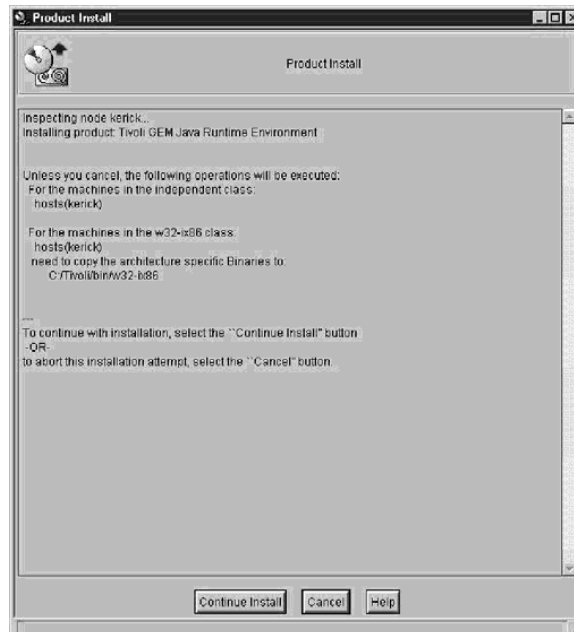 Product Install
Product Install
Inspecting node kerick...
Installing product: Tivoli GEM Java Runtime Environment
Unless you cancel, the following operations will be executed:
For the machines in the independent class:
hosts(kerick)
For the machines in the w32-ix86 class:
hosts(kerick)
need to copy the architecture specific Binaries to:
C:/Tivoli/bin/w32-ix86
---
To continue with installation, select the ``Continue Install'' button
-OR-
to abort this installation attempt, select the ``Cancel'' button.
Continue Install Cancel Help